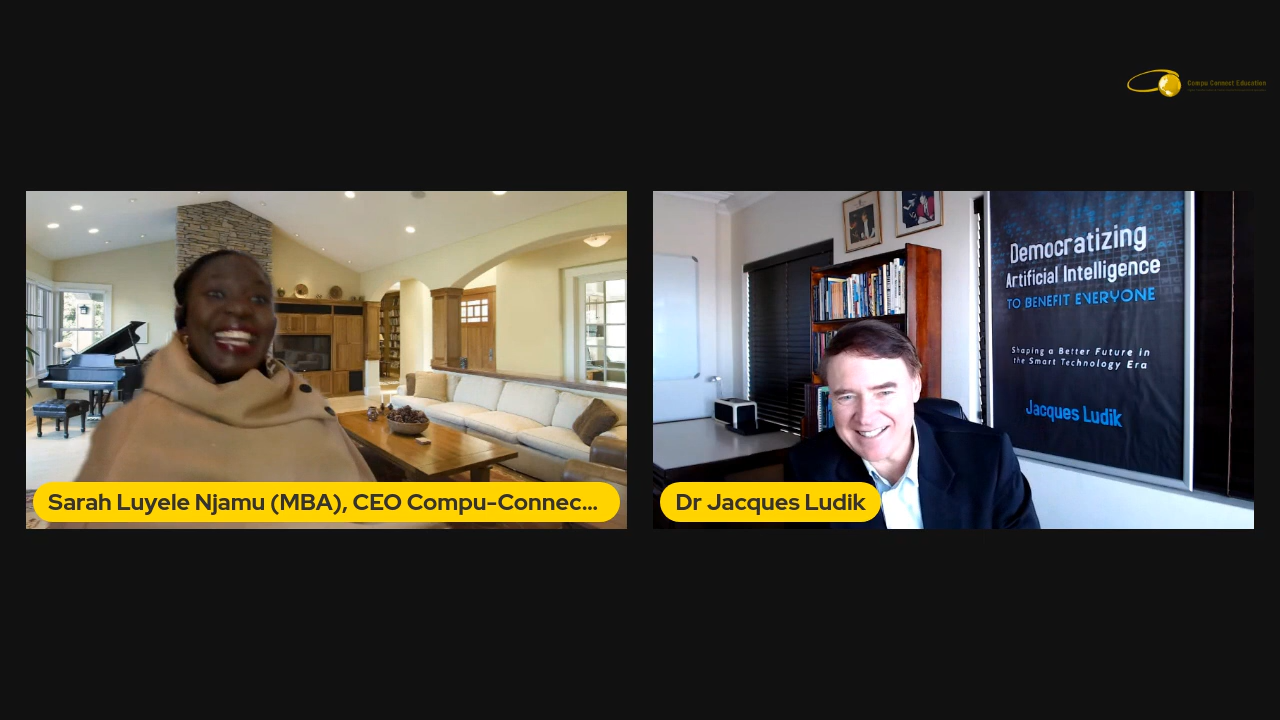 Compu Connect Education
Democratizing
Artificial Intelligence
TO BENEFIT EVERYONE
Shaping a Better Future in
the Smart Technology Era
Jacques Ludik
Sarah Luyele Njamu (MBA), CEO Compu-Connec...
Dr Jacques Ludik